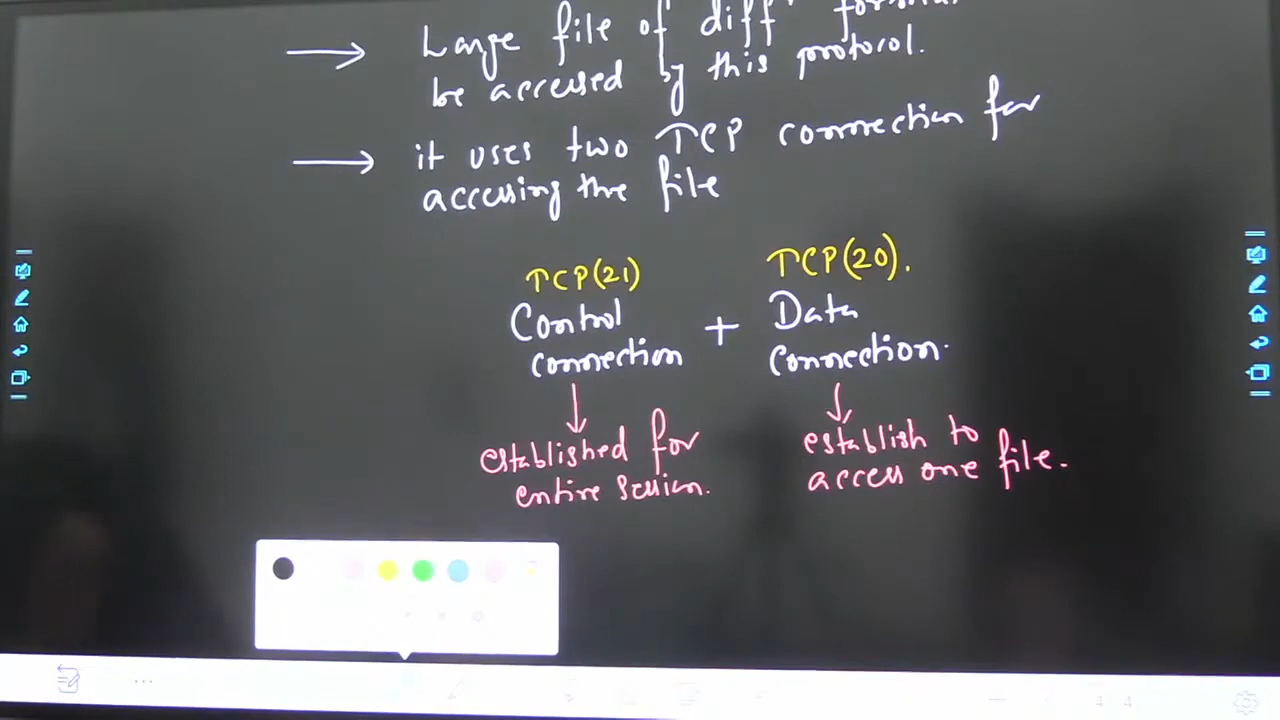 Large file of diff
be accessed by this protocol.
it uses two TCP connection for
accessing the file
TCP(21)
Control
connection
+
TCP(20).
Data
connection.
established for
entire session.
establish to
access one file.